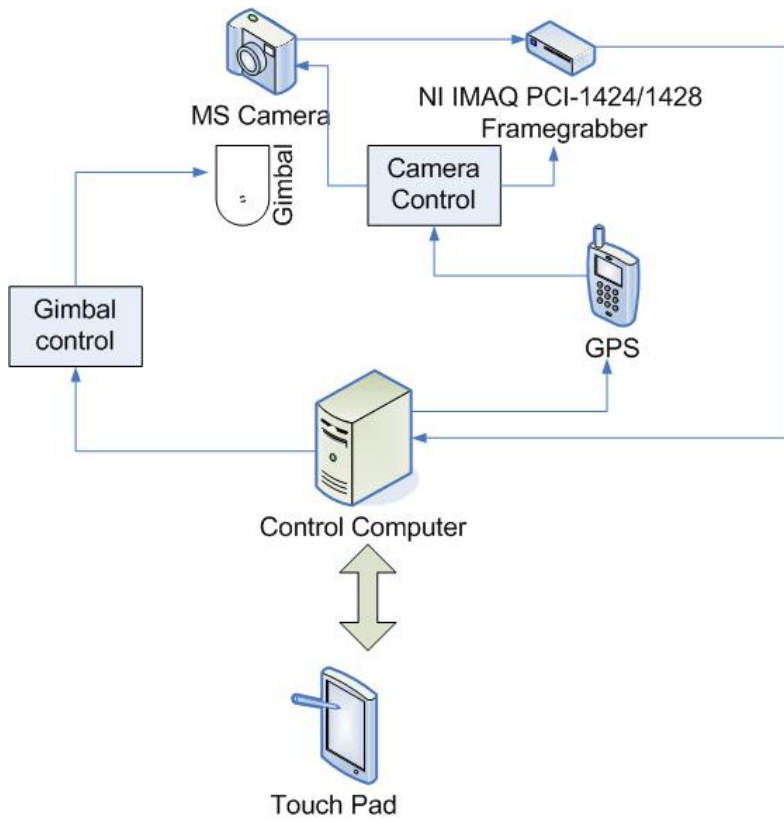 MS Camera
NI IMAQ PCI-1424/1428
Framegrabber
Gimbal
Camera
Control
Gimbal
control
GPS
Control Computer
Touch Pad